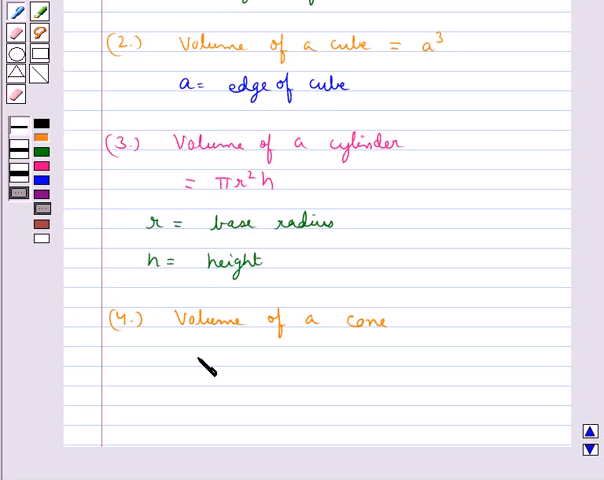 (2.) Volume of a cube = a³
a = edge of cube
(3.) Volume of a cylinder
= πr²h
r = base radius
h = height
(4.) Volume of a cone